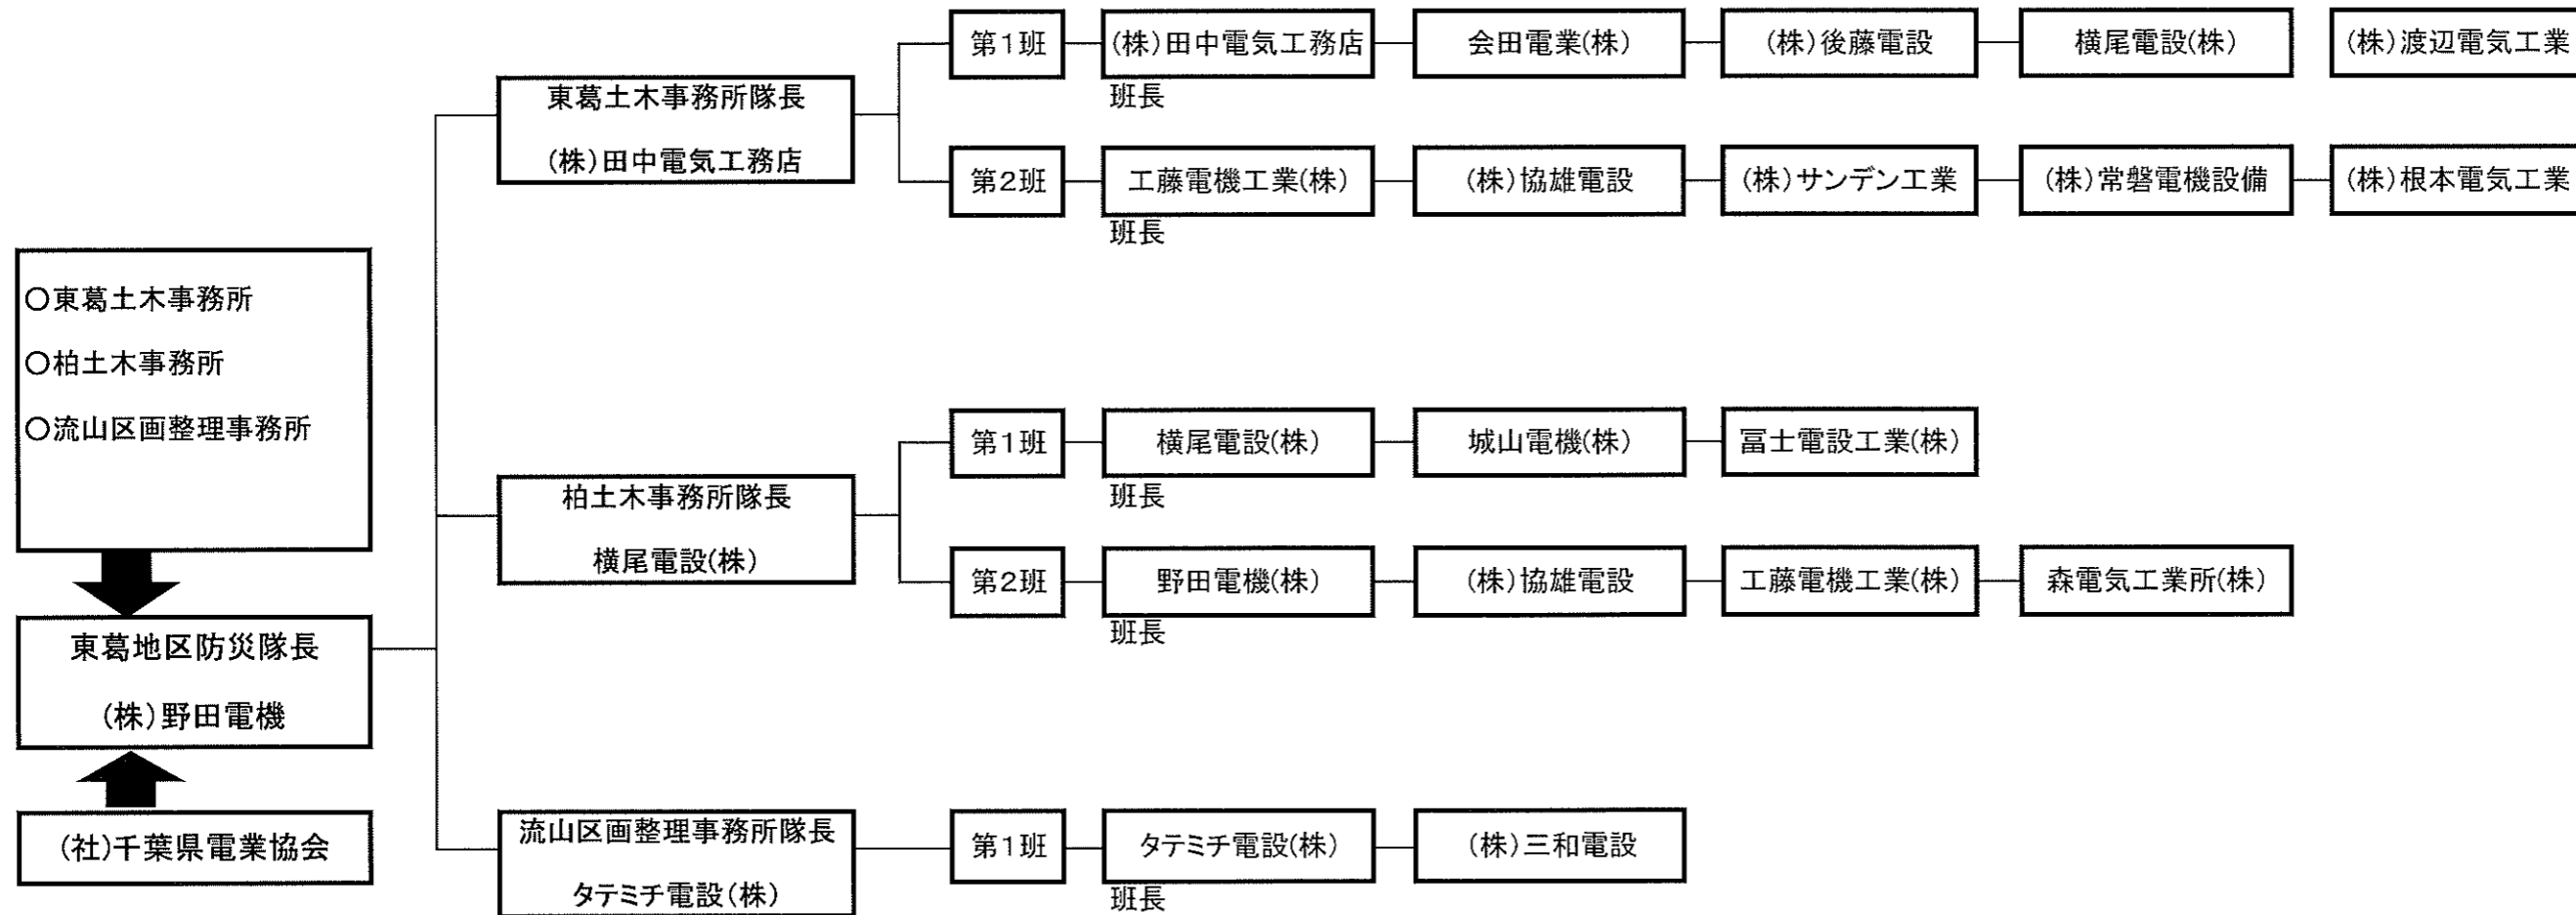 第1班 (株)田中電気工務店 会田電業(株) (株)後藤電設 横尾電設(株) (株)渡辺電気工業
班長
東葛土木事務所隊長
(株)田中電気工務店
第2班 工藤電機工業(株) (株)協雄電設 (株)サンデン工業 (株)常磐電機設備 (株)根本電気工業
班長
○東葛土木事務所
○柏土木事務所
○流山区画整理事務所
第1班 横尾電設(株) 城山電機(株)冨士電設工業(株)
班長
柏土木事務所隊長
横尾電設(株)
第2班 野田電機(株) (株)協雄電設 工藤電機工業(株) 森電気工業所(株)
班長
東葛地区防災隊長
(株)野田電機
(社)千葉県電業協会
流山区画整理事務所隊長
タテミチ電設(株)
第1班 タテミチ電設(株) (株)三和電設
班長